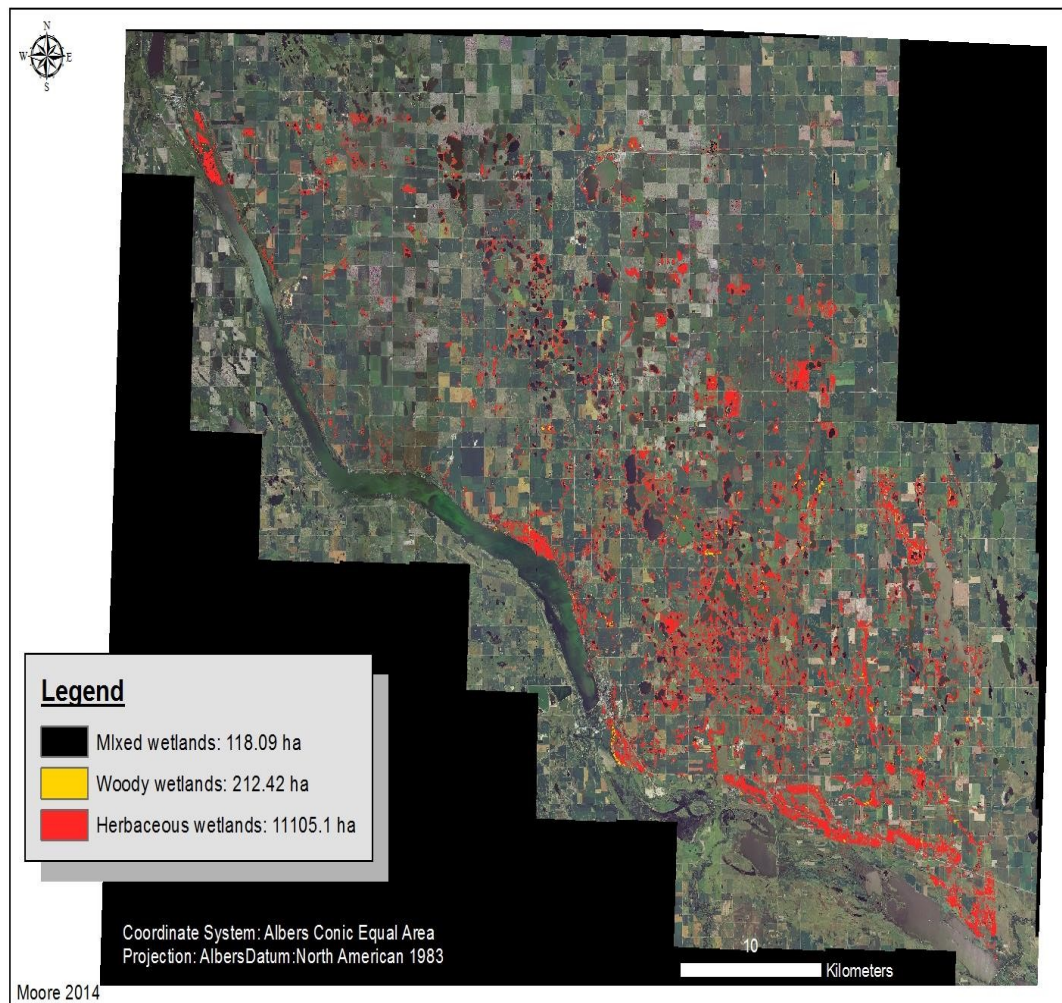 N
W E
S
Legend
MIxed wetlands: 118.09 ha
Woody wetlands: 212.42 ha
Herbaceous wetlands: 11105.1 ha
Coordinate System: Albers Conic Equal Area
Projection: AlbersDatum:North American 1983
10
Kilometers
Moore 2014